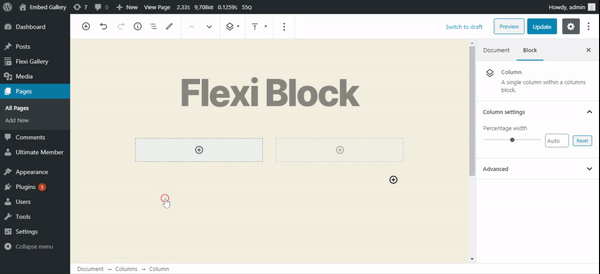 Embed Gallery 7 0 New View Page 2.33s 9,708kB 0.1259s 55Q Howdy, admin
Dashboard
Posts
Flexi Gallery
Media
Pages
All Pages
Add New
Comments
Ultimate Member
Appearance
Plugins 3
Users
Tools
Settings
Collapse menu
Switch to draft Preview Update
Flexi Block
Document Block
Column
A single column within a columns
block.
Column settings
Percentage width
Auto Reset
Advanced
Document → Columns → Column